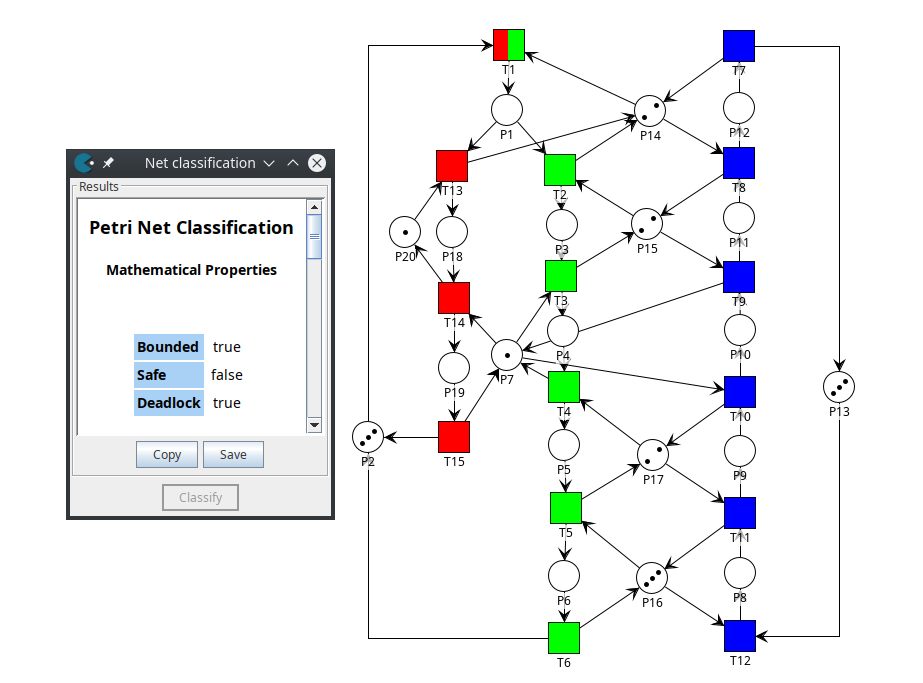 Net classification
Results
Petri Net Classification
Mathematical Properties
Bounded true
Safe false
Deadlock true
Copy Save
Classify
T1
T7
P1
P14
P12
T13
T2
T8
P20
P18
P3
P15
P11
T14
T3
T9
P7
P4
P10
P19
T4
T10
P13
P2
T15
P5
P17
P9
T5
T11
P6
P16
P8
T6
T12